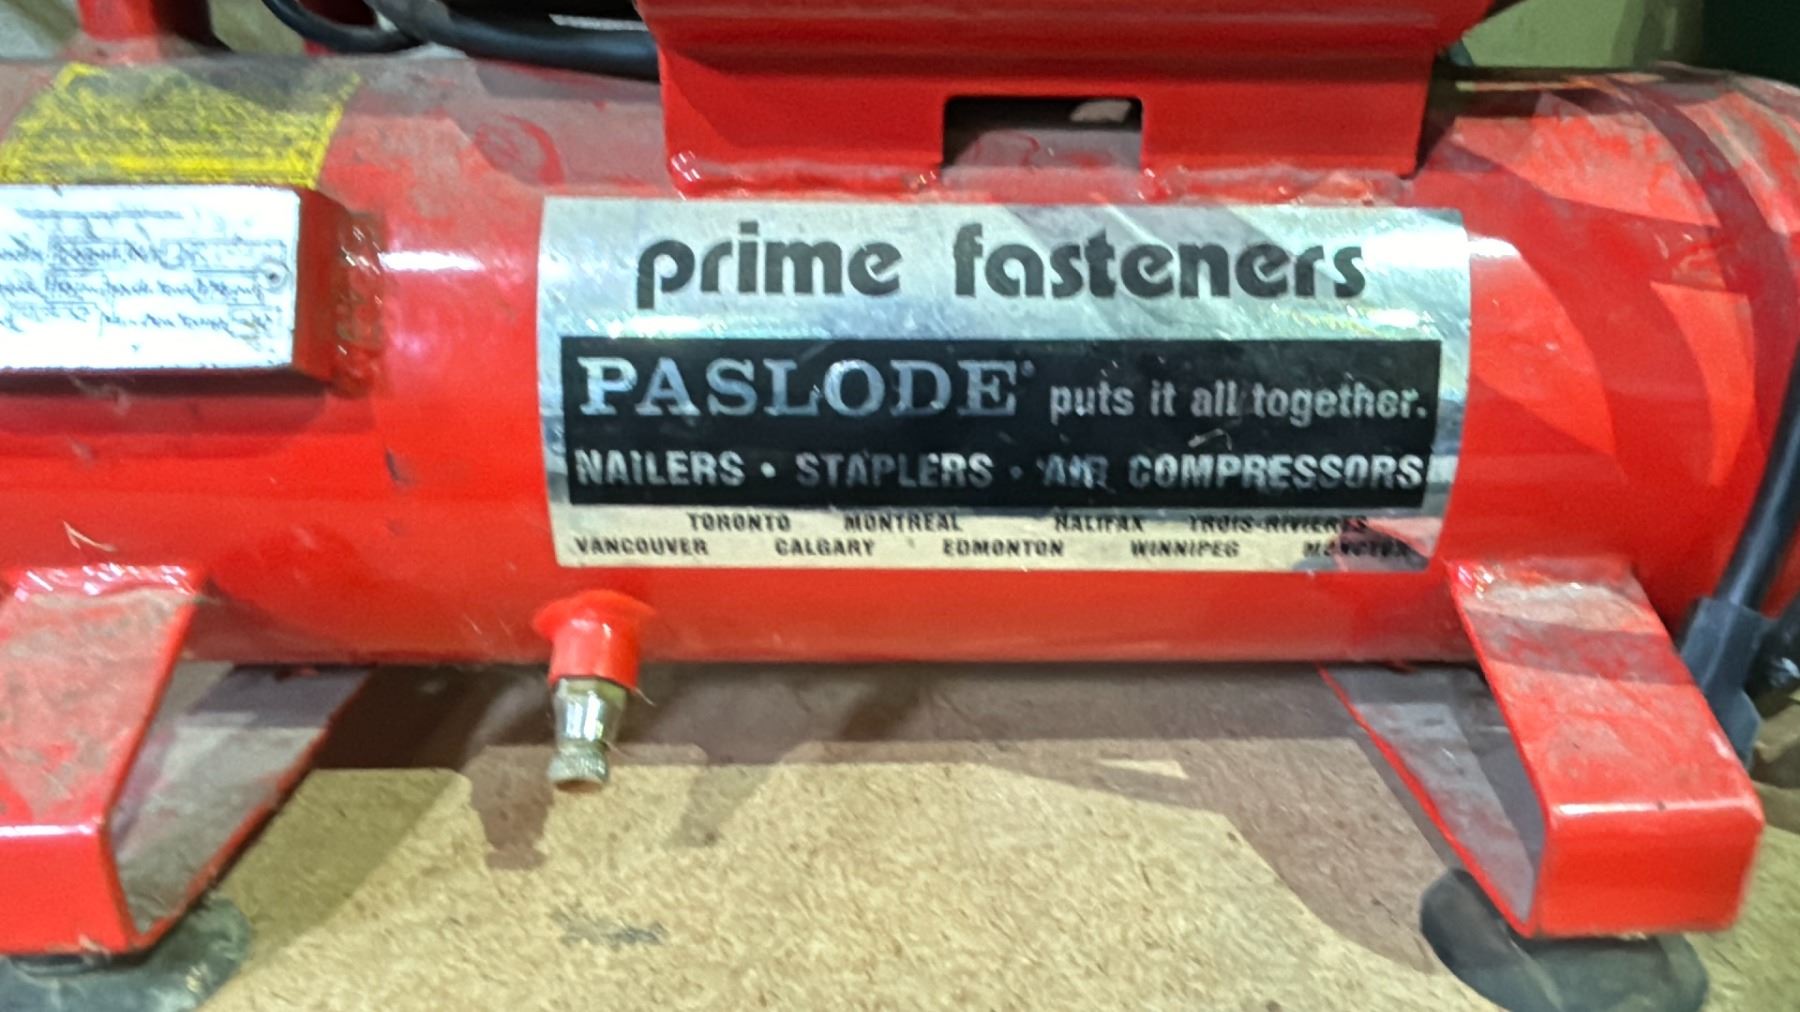 prime fasteners
PASLODE® puts it all together.
NAILERS • STAPLERS • AIR COMPRESSORS
TORONTO MONTREAL HALIFAX TROIS-RIVIERES
VANCOUVER CALGARY EDMONTON WINNIPEG MONCTON